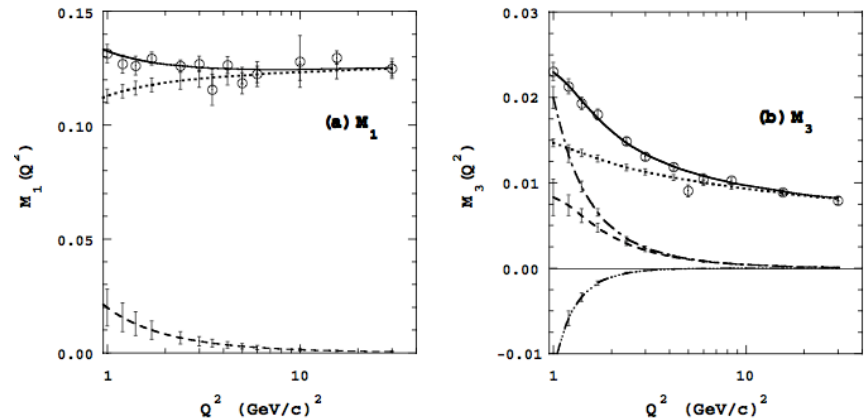 0.15
0.10
0.05
0.00
M₁ (Q²)
(a) M₁
1
10
Q² (GeV/c)²
0.03
0.02
0.01
0.00
-0.01
M₃ (Q²)
(b) M₃
1
10
Q² (GeV/c)²